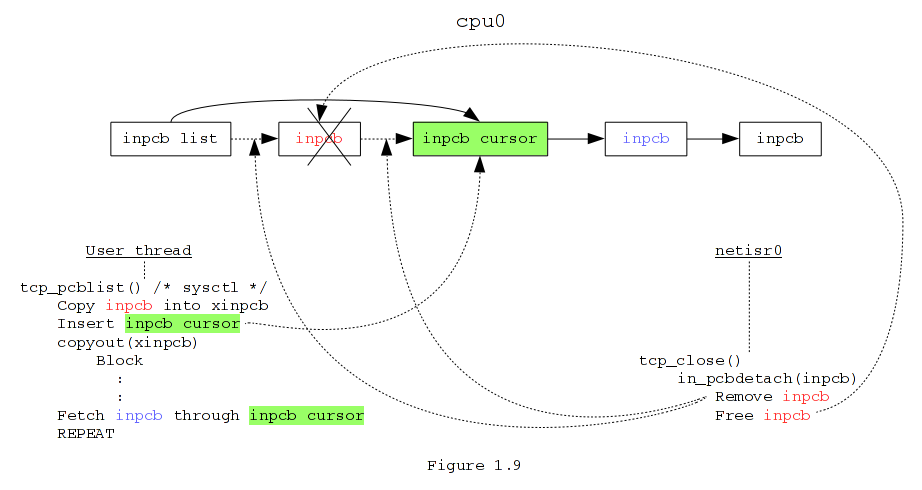 cpu0
inpcb list
inpcb
inpcb cursor
inpcb
inpcb
User thread
netisr0
tcp_pcblist() /* sysctl */
Copy inpcb into xinpcb
Insert inpcb cursor
copyout(xinpcb)
Block
:
:
Fetch inpcb through inpcb cursor
REPEAT
tcp_close()
in_pcbdetach(inpcb)
Remove inpcb
Free inpcb
Figure 1.9